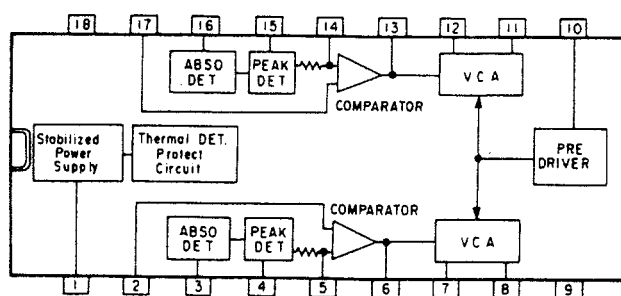 18 17 16 15 14 13 12 11 10
ABSO DET
PEAK DET
COMPARATOR
VCA
Stabilized
Power
Supply
Thermal DET.
Protect
Circuit
PRE
DRIVER
COMPARATOR
ABSO DET
PEAK DET
VCA
1 2 3 4 5 6 7 8 9